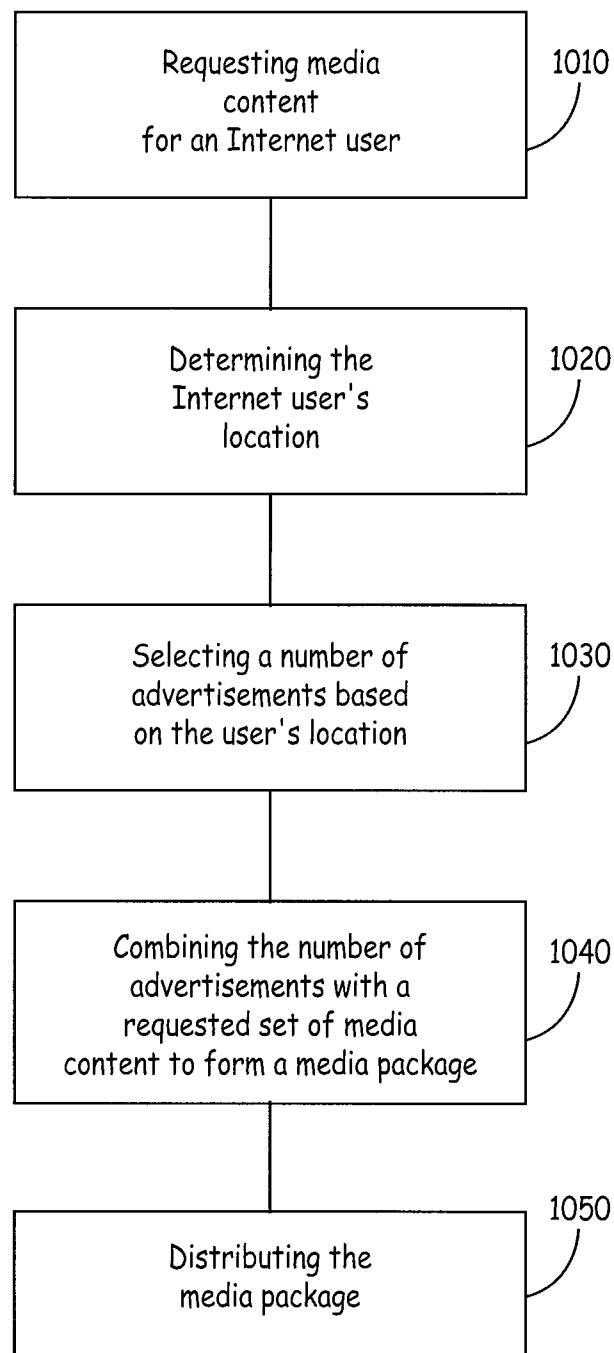 Requesting media
content
for an Internet user
1010
Determining the
Internet user's
location
1020
Selecting a number of
advertisements based
on the user's location
1030
Combining the number of
advertisements with a
requested set of media
content to form a media package
1040
Distributing the
media package
1050